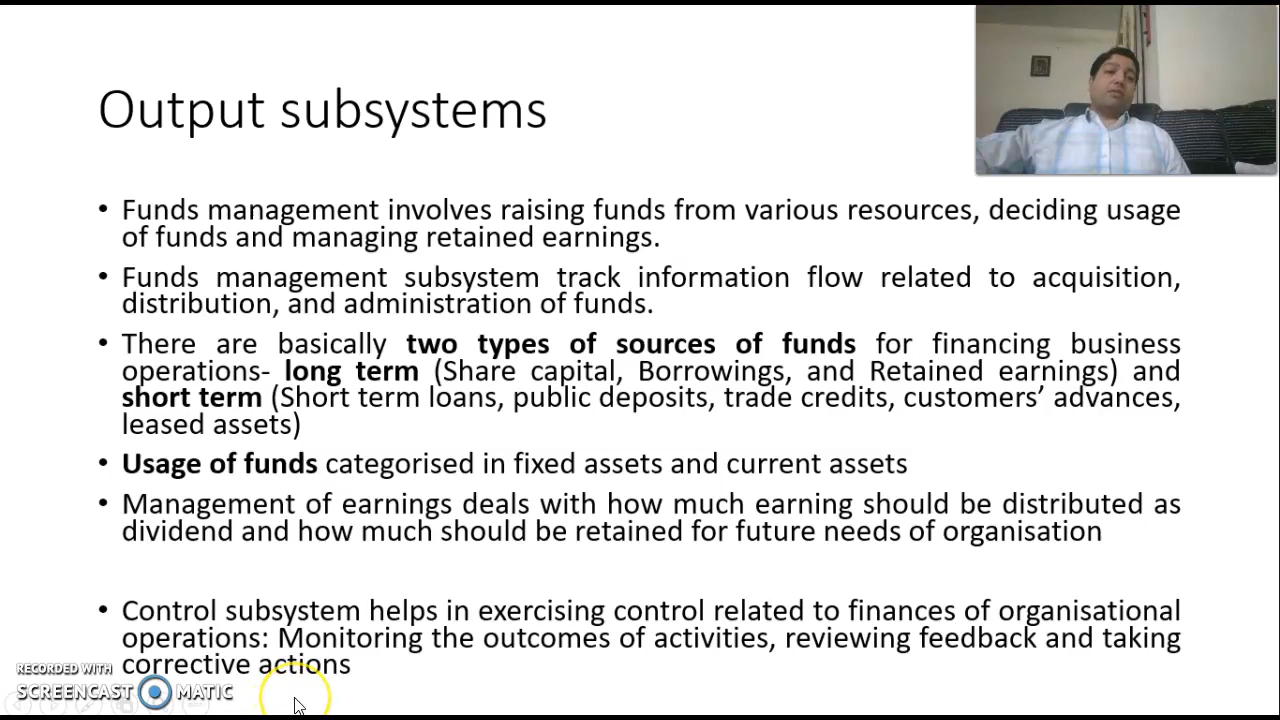 Output subsystems
• Funds management involves raising funds from various resources, deciding usage
of funds and managing retained earnings.
• Funds management subsystem track information flow related to acquisition,
distribution, and administration of funds.
• There are basically two types of sources of funds for financing business
operations- long term (Share capital, Borrowings, and Retained earnings) and
short term (Short term loans, public deposits, trade credits, customers’ advances,
leased assets)
• Usage of funds categorised in fixed assets and current assets
• Management of earnings deals with how much earning should be distributed as
dividend and how much should be retained for future needs of organisation
• Control subsystem helps in exercising control related to finances of organisational
operations: Monitoring the outcomes of activities, reviewing feedback and taking
corrective actions
RECORDED WITH
SCREENCAST MATIC